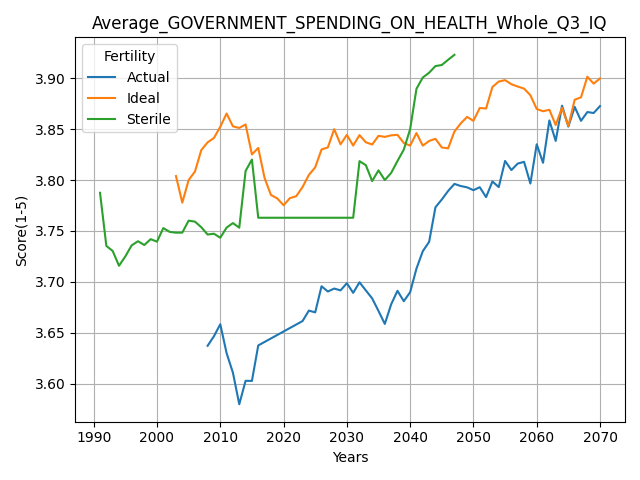 Average_GOVERNMENT_SPENDING_ON_HEALTH_Whole_Q3_IQ
Fertility
Actual
Ideal
Sterile
3.90
3.85
3.80
3.75
3.70
3.65
3.60
Score(1-5)
1990 2000 2010 2020 2030 2040 2050 2060 2070
Years